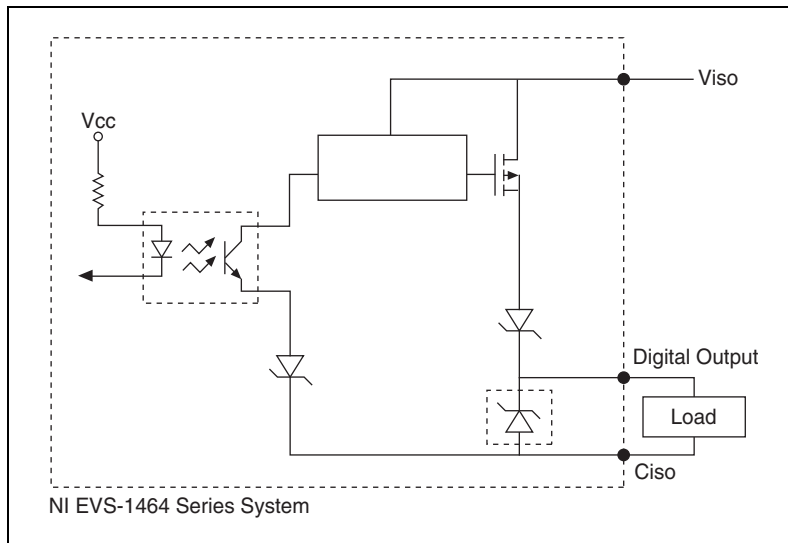 Viso
Vcc
Digital Output
Load
Ciso
NI EVS-1464 Series System